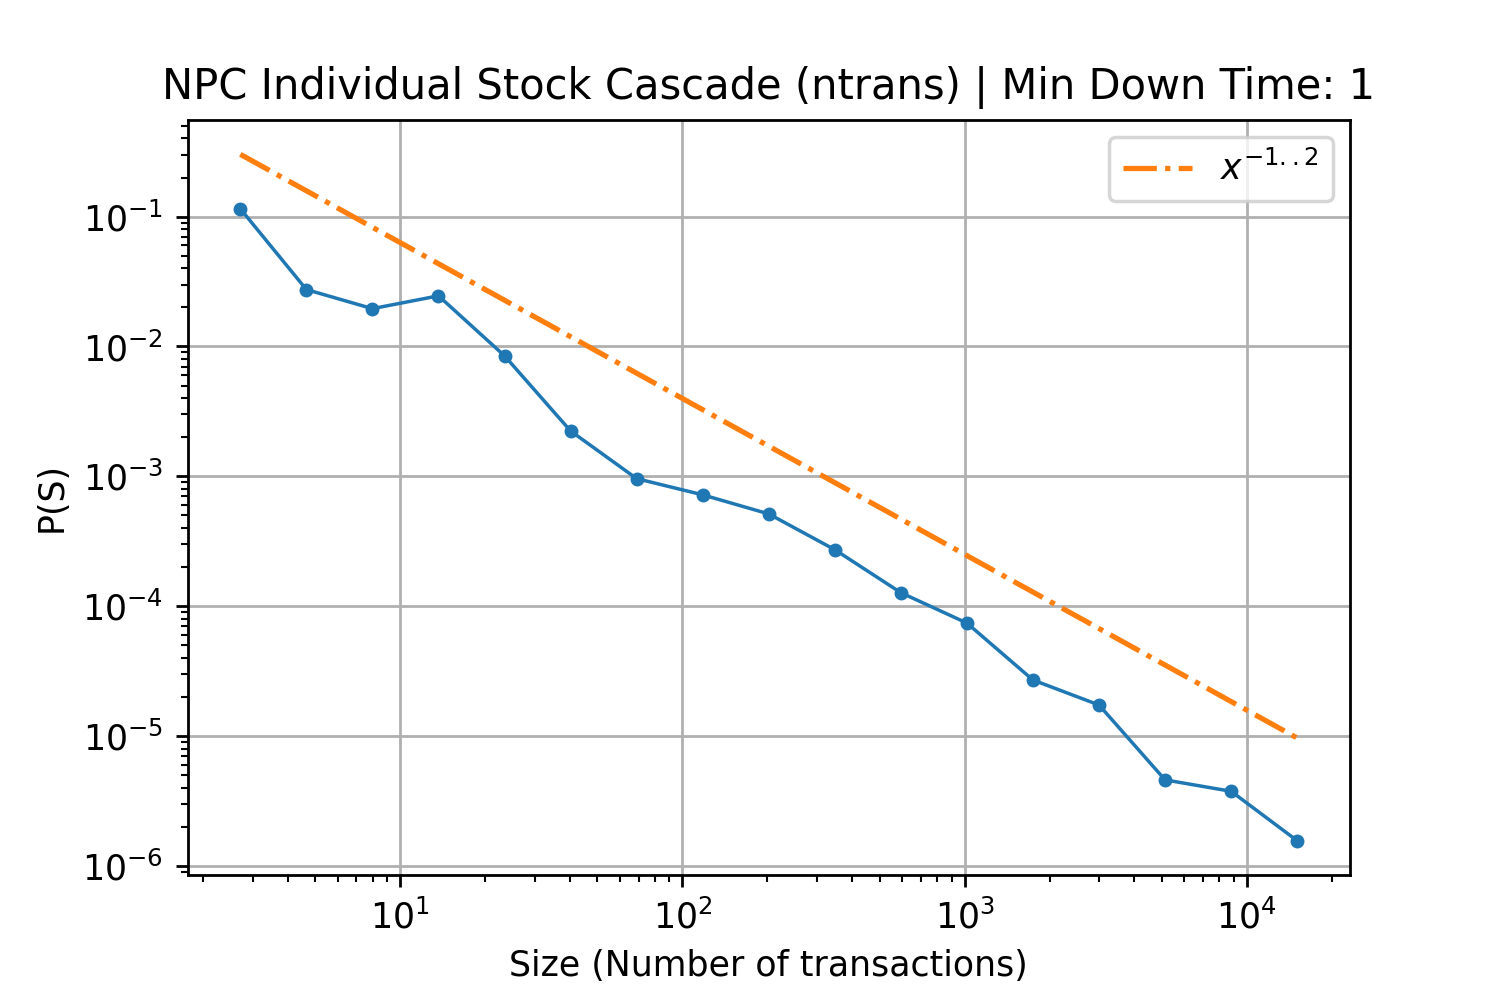 NPC Individual Stock Cascade (ntrans) | Min Down Time: 1
x^{-1..2}
10^{-1}
10^{-2}
10^{-3}
10^{-4}
10^{-5}
10^{-6}
P(S)
10^{1} 10^{2} 10^{3} 10^{4}
Size (Number of transactions)